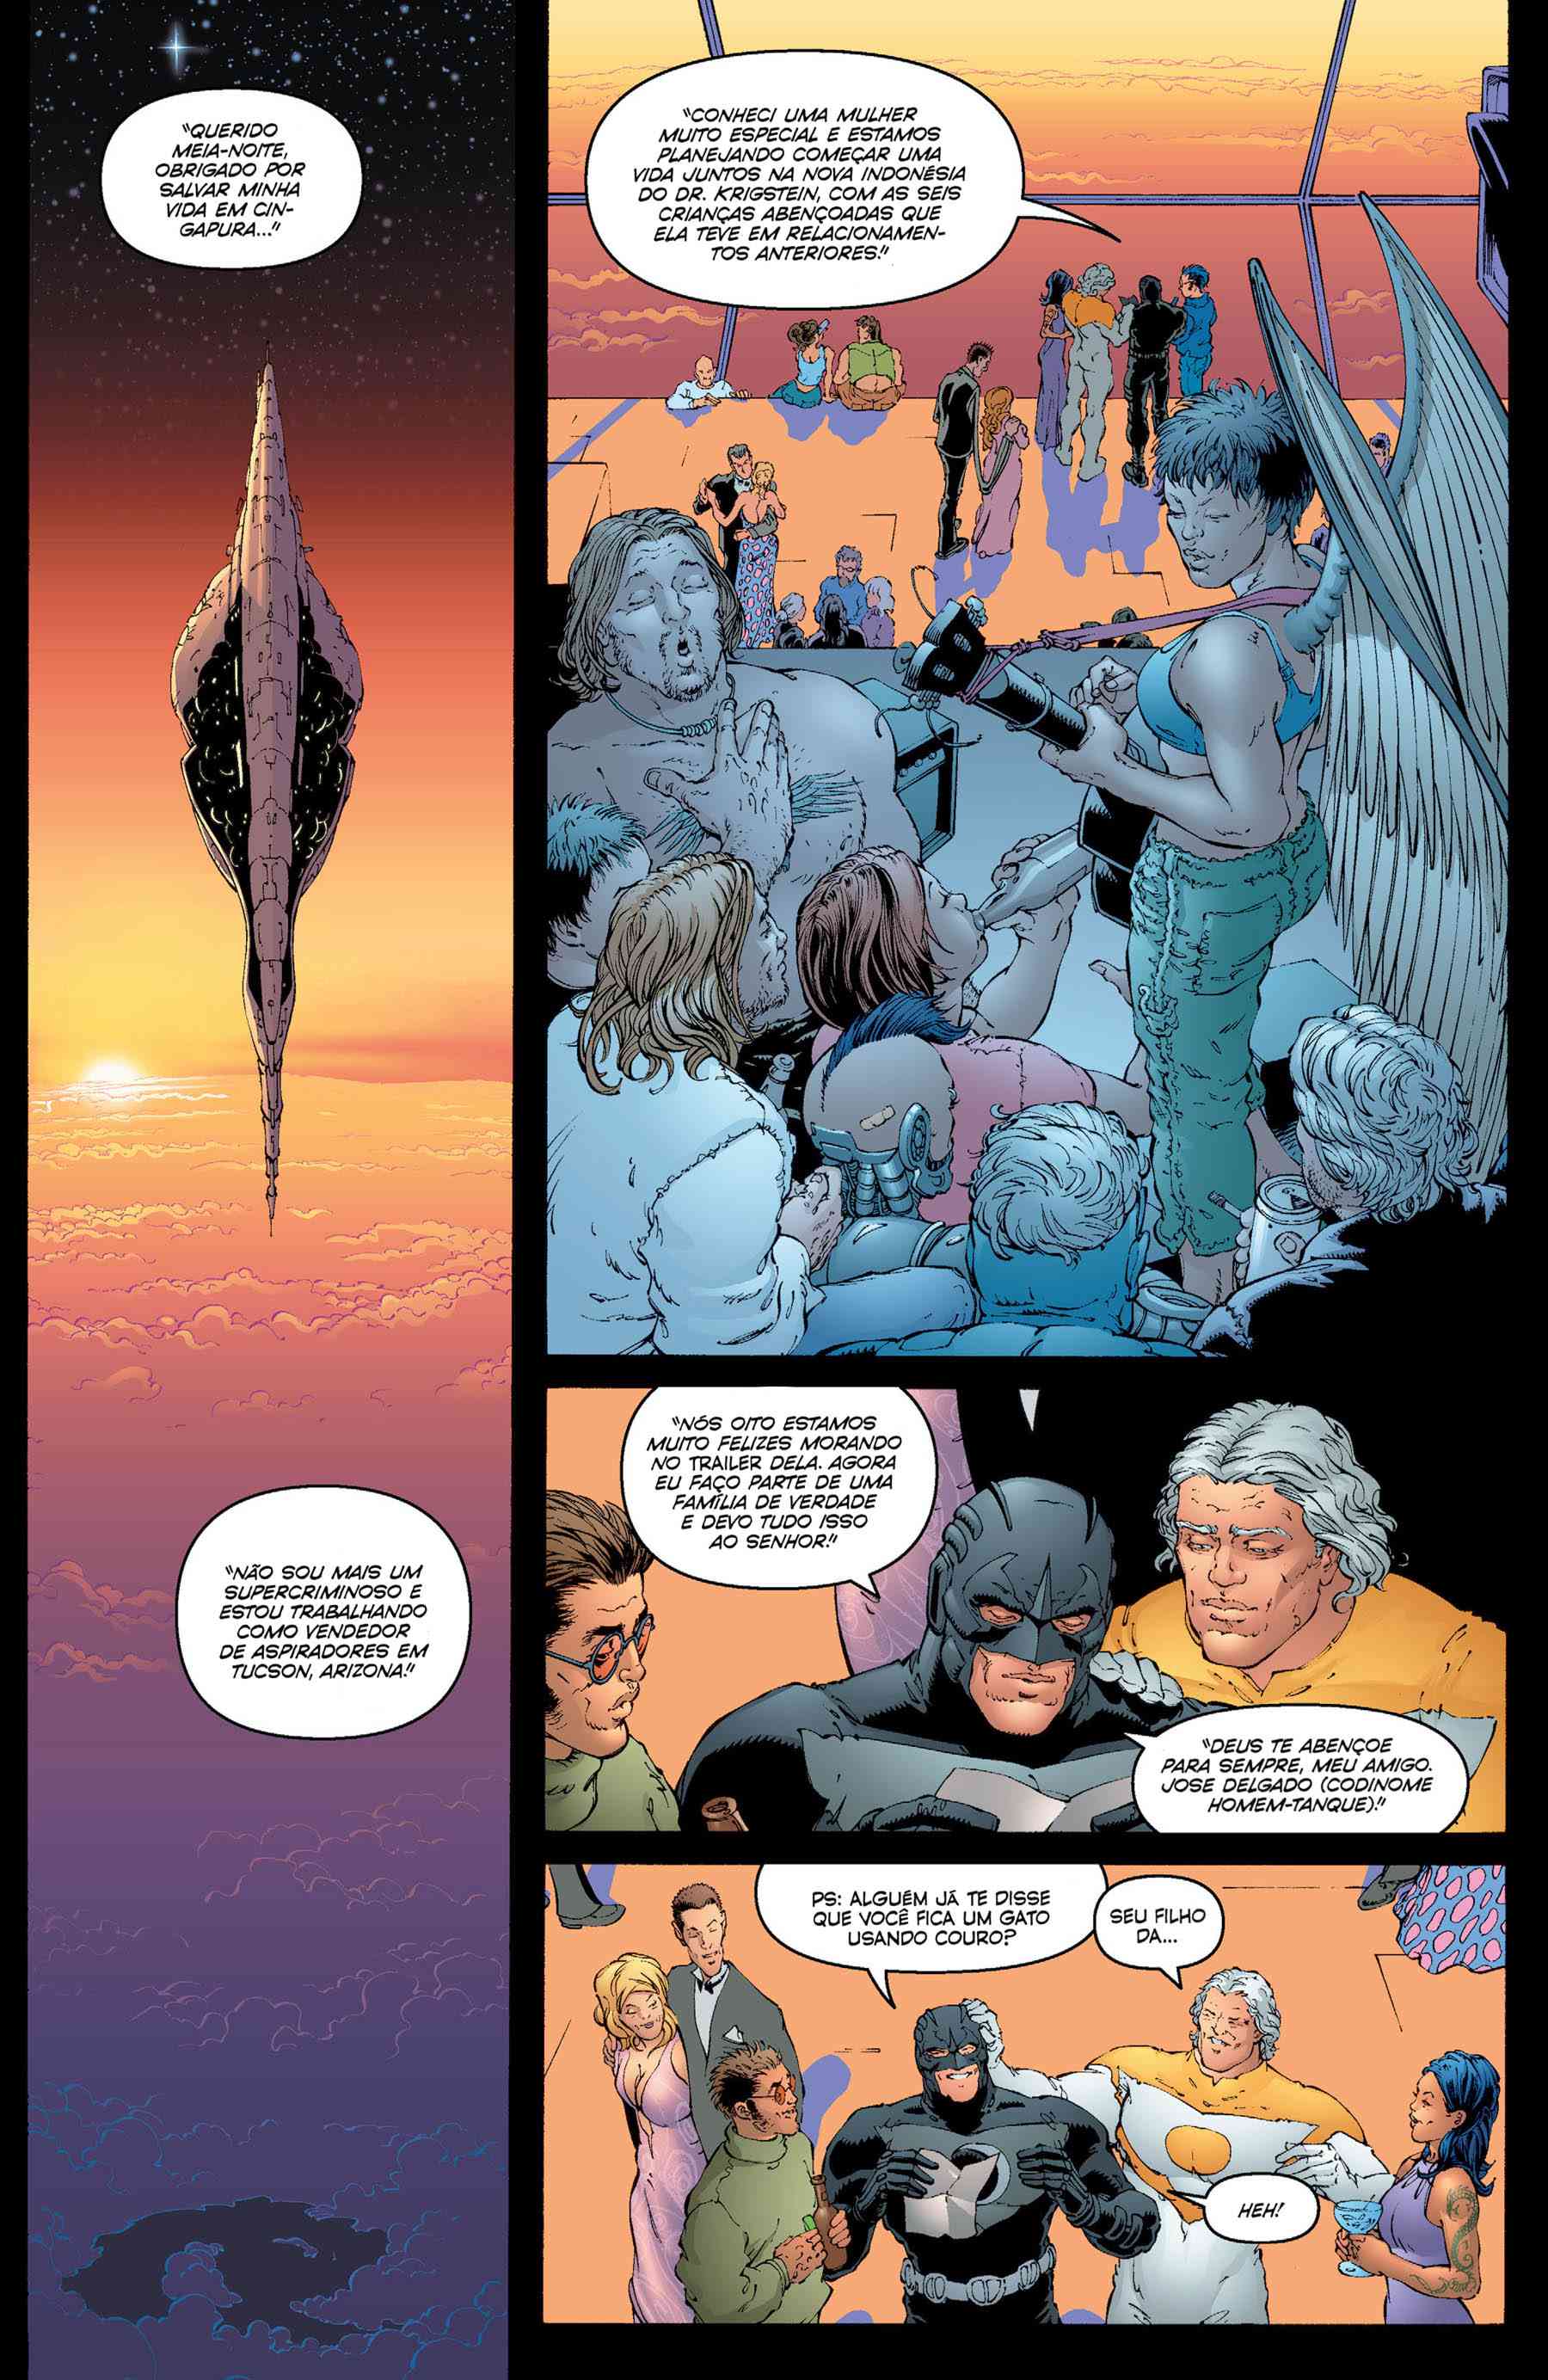 "QUERIDO
MEIA-NOITE,
OBRIGADO POR
SALVAR MINHA
VIDA EM CIN-
GAPURA..."
"NÃO SOU MAIS UM
SUPERCRIMINOSO E
ESTOU TRABALHANDO
COMO VENDEDOR
DE ASPIRADORES EM
TUCSON, ARIZONA."
"CONHECI UMA MULHER
MUITO ESPECIAL E ESTAMOS
PLANEJANDO COMEÇAR UMA
VIDA JUNTOS NA NOVA INDONÉSIA
DO DR. KRIGSTEIN, COM AS SEIS
CRIANÇAS ABENÇOADAS QUE
ELA TEVE EM RELACIONAMEN-
TOS ANTERIORES."
"NÓS OITO ESTAMOS
MUITO FELIZES MORANDO
NO TRAILER DELA. AGORA
EU FAÇO PARTE DE UMA
FAMÍLIA DE VERDADE
E DEVO TUDO ISSO
AO SENHOR."
"DEUS TE ABENÇOE
PARA SEMPRE, MEU AMIGO.
JOSE DELGADO (CODINOME
HOMEM-TANQUE)."
PS: ALGUÉM JÁ TE DISSE
QUE VOCÊ FICA UM GATO
USANDO COURO?
SEU FILHO
DA...
HEH!